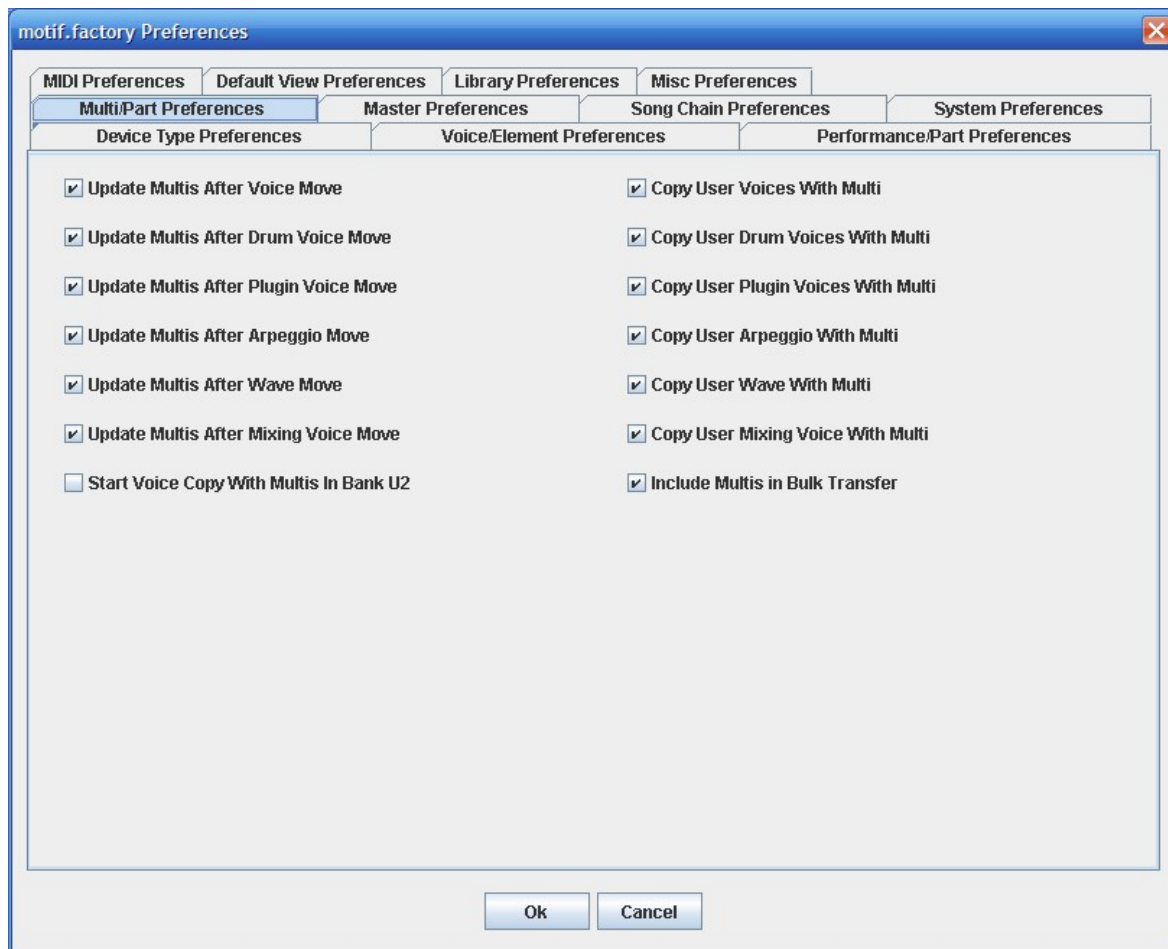 motif.factory Preferences
MIDI Preferences Default View Preferences Library Preferences Misc Preferences
Multi/Part Preferences Master Preferences Song Chain Preferences System Preferences
Device Type Preferences Voice/Element Preferences Performance/Part Preferences
Update Multis After Voice Move Copy User Voices With Multi
Update Multis After Drum Voice Move Copy User Drum Voices With Multi
Update Multis After Plugin Voice Move Copy User Plugin Voices With Multi
Update Multis After Arpeggio Move Copy User Arpeggio With Multi
Update Multis After Wave Move Copy User Wave With Multi
Update Multis After Mixing Voice Move Copy User Mixing Voice With Multi
Start Voice Copy With Multis In Bank U2 Include Multis in Bulk Transfer
Ok Cancel